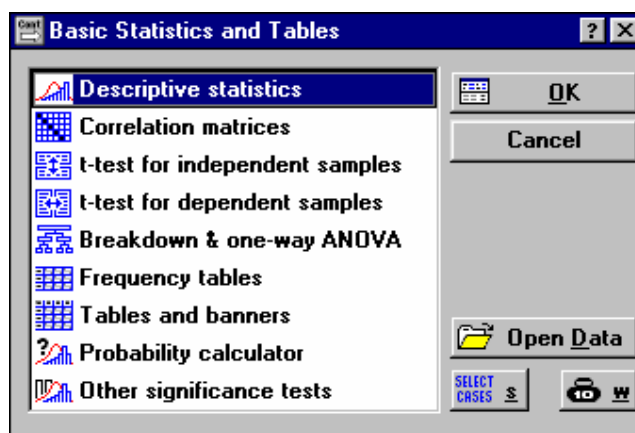 Cont
Basic Statistics and Tables
? X
Descriptive statistics
Correlation matrices
t-test for independent samples
t-test for dependent samples
Breakdown & one-way ANOVA
Frequency tables
Tables and banners
Probability calculator
Other significance tests
OK
Cancel
Open Data
SELECT
CASES S
W